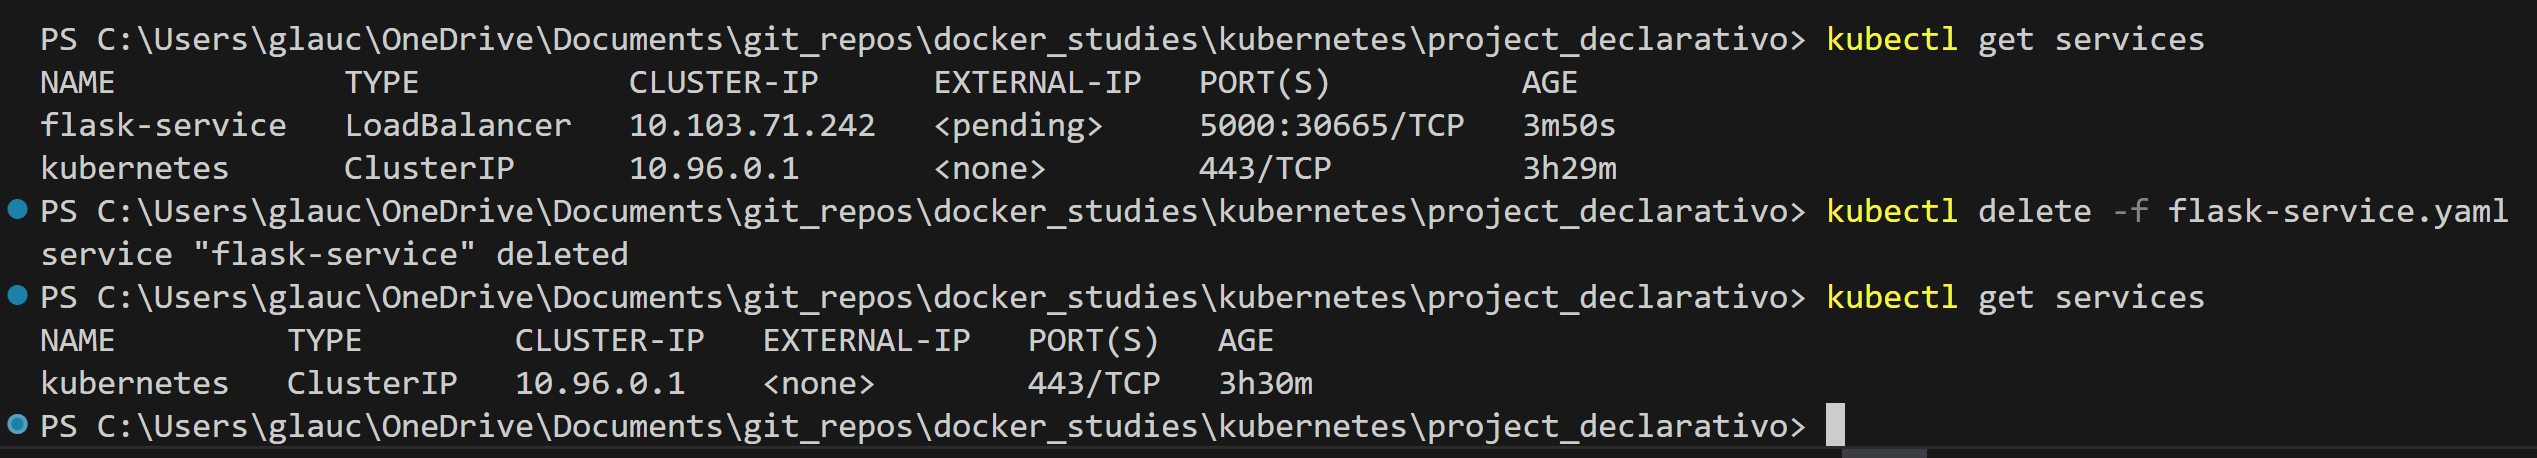 PS C:\Users\glauc\OneDrive\Documents\git_repos\docker_studies\kubernetes\project_declarativo> kubectl get services
NAME            TYPE           CLUSTER-IP      EXTERNAL-IP   PORT(S)          AGE
flask-service   LoadBalancer   10.103.71.242   <pending>     5000:30665/TCP   3m50s
kubernetes      ClusterIP      10.96.0.1       <none>        443/TCP          3h29m
PS C:\Users\glauc\OneDrive\Documents\git_repos\docker_studies\kubernetes\project_declarativo> kubectl delete -f flask-service.yaml
service "flask-service" deleted
PS C:\Users\glauc\OneDrive\Documents\git_repos\docker_studies\kubernetes\project_declarativo> kubectl get services
NAME         TYPE        CLUSTER-IP   EXTERNAL-IP   PORT(S)   AGE
kubernetes   ClusterIP   10.96.0.1    <none>        443/TCP   3h30m
PS C:\Users\glauc\OneDrive\Documents\git_repos\docker_studies\kubernetes\project_declarativo>